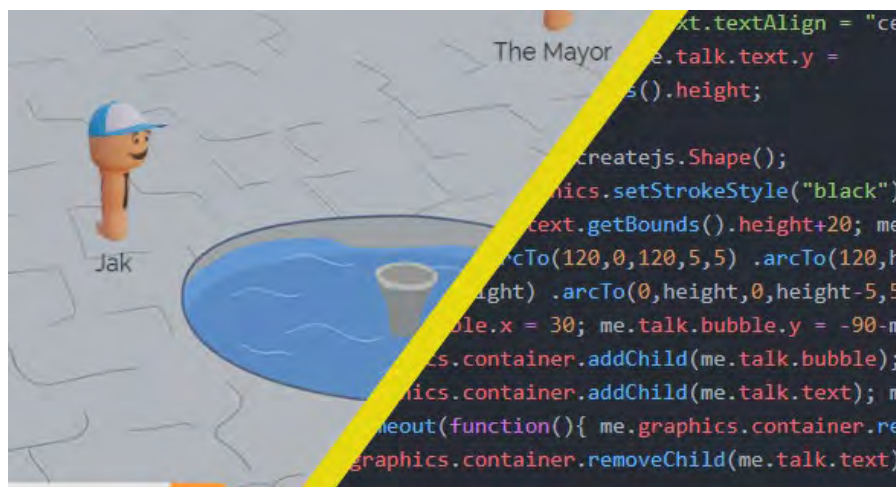 The Mayor
Jak
xt.textAlign = "ce
e.talk.text.y =
s().height;
createjs.Shape();
hics.setStrokeStyle("black")
text.getBounds().height+20; me
rcTo(120,0,120,5,5) .arcTo(120,h
ight) .arcTo(0,height,0,height-5,5
ble.x = 30; me.talk.bubble.y = -90-m
cs.container.addChild(me.talk.bubble);
hics.container.addChild(me.talk.text); m
meout(function(){ me.graphics.container.re
graphics.container.removeChild(me.talk.text)